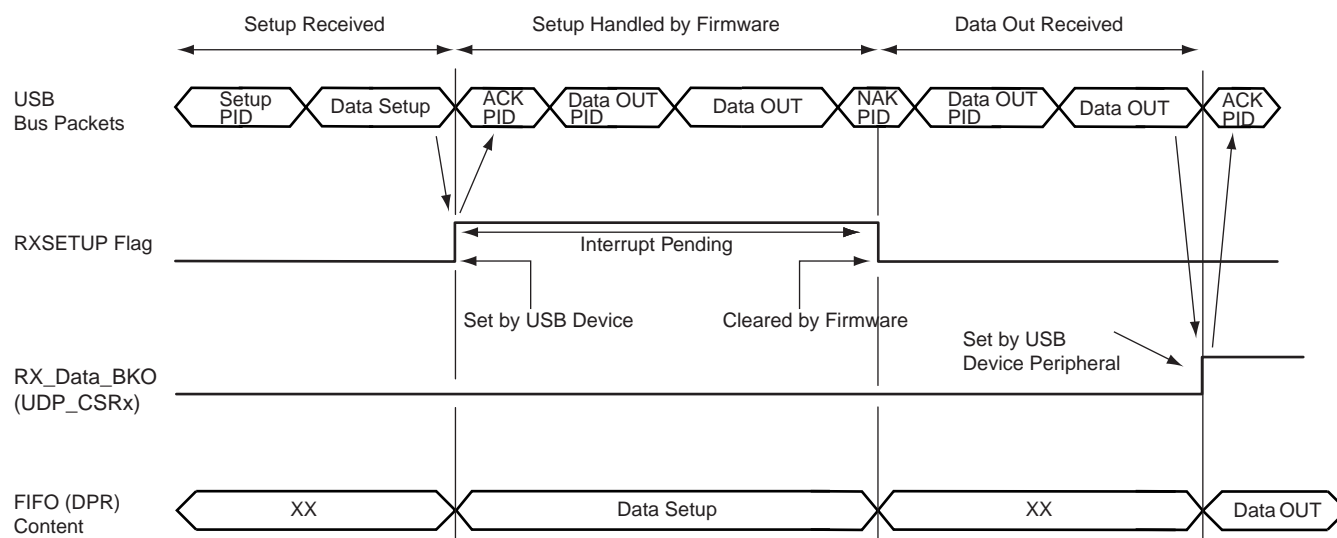 Setup Received
Setup Handled by Firmware
Data Out Received
USB
Bus Packets
Setup
PID
Data Setup
ACK
PID
Data OUT
PID
Data OUT
NAK
PID
Data OUT
PID
Data OUT
ACK
PID
RXSETUP Flag
Interrupt Pending
Set by USB Device
Cleared by Firmware
Set by USB
Device Peripheral
RX_Data_BKO
(UDP_CSRx)
FIFO (DPR)
Content
XX
Data Setup
XX
Data OUT